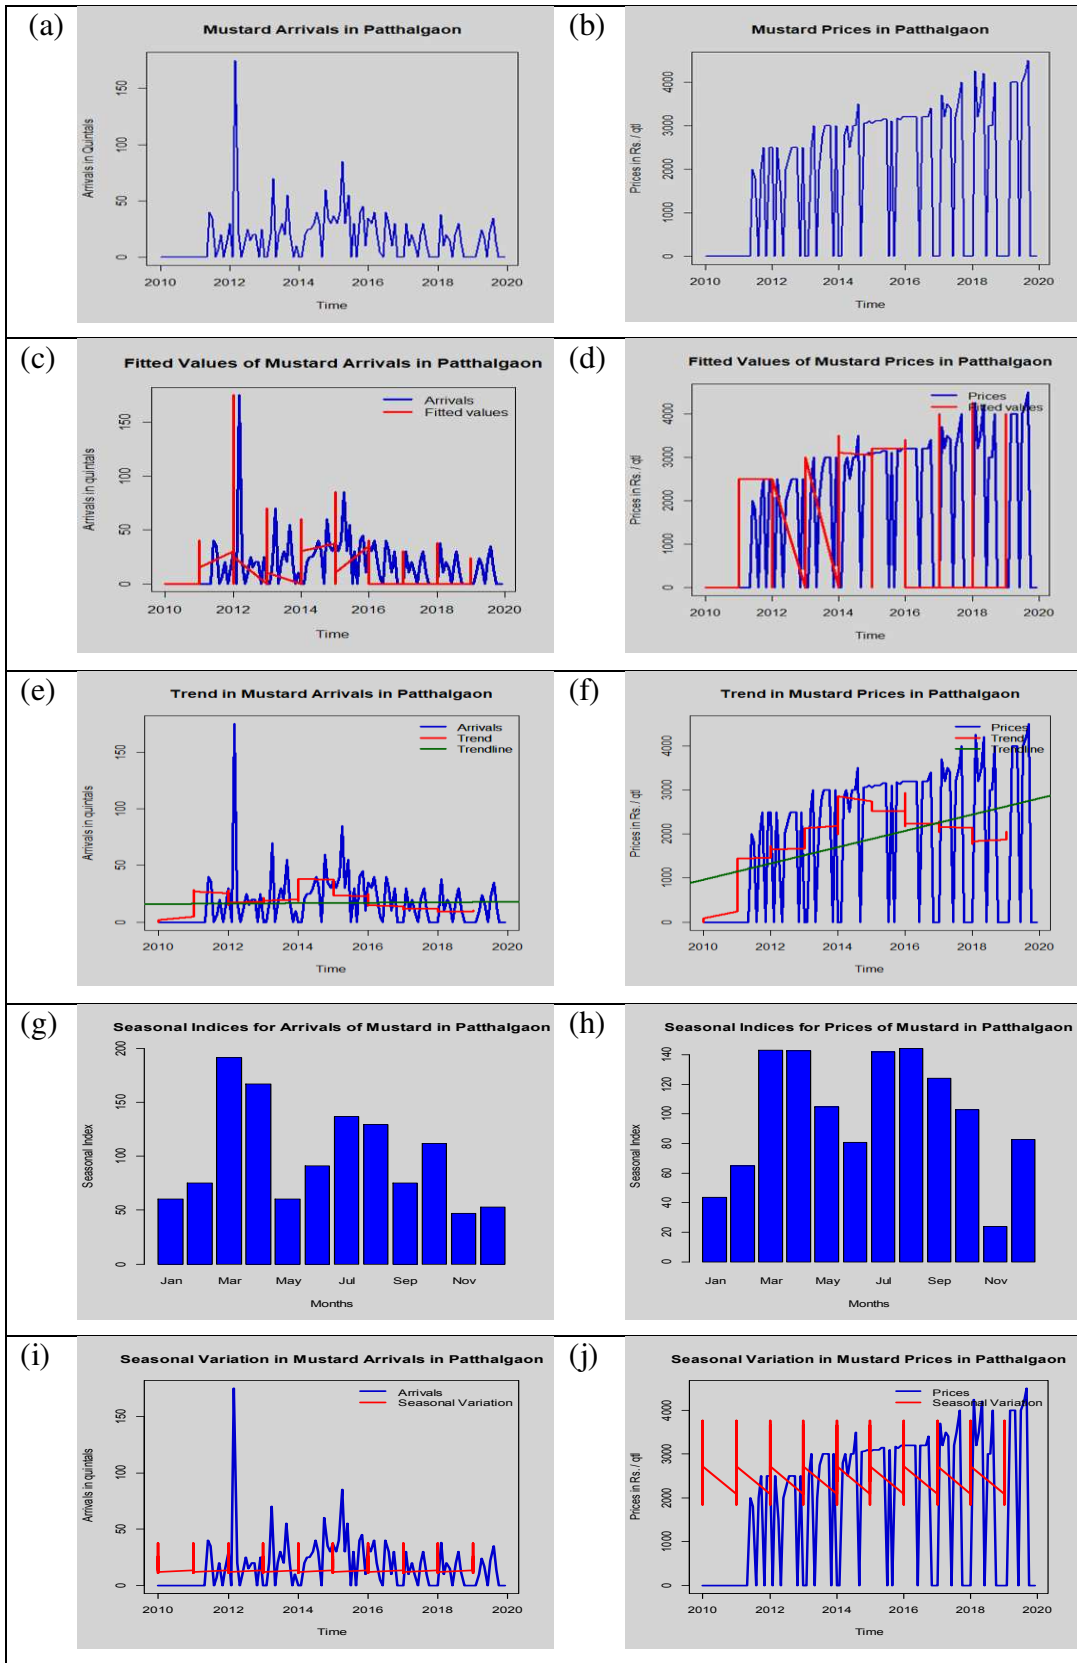 (a)
Mustard Arrivals in Patthalgaon
Arrivals in Quintals
150
100
50
0
2010 2012 2014 2016 2018 2020
Time
(b)
Mustard Prices in Patthalgaon
Prices in Rs. / qtl
4000
3000
2000
1000
0
2010 2012 2014 2016 2018 2020
Time
(c)
Fitted Values of Mustard Arrivals in Patthalgaon
Arrivals
Fitted values
Arrivals in quintals
150
100
50
0
2010 2012 2014 2016 2018 2020
Time
(d)
Fitted Values of Mustard Prices in Patthalgaon
Prices
Fitted values
Prices in Rs. / qtl
4000
3000
2000
1000
0
2010 2012 2014 2016 2018 2020
Time
(e)
Trend in Mustard Arrivals in Patthalgaon
Arrivals
Trend
Trendline
Arrivals in quintals
150
100
50
0
2010 2012 2014 2016 2018 2020
Time
(f)
Trend in Mustard Prices in Patthalgaon
Prices
Trend
Trendline
Prices in Rs. / qtl
4000
3000
2000
1000
0
2010 2012 2014 2016 2018 2020
Time
(g)
Seasonal Indices for Arrivals of Mustard in Patthalgaon
Seasonal Index
200
150
100
50
0
Jan Mar May Jul Sep Nov
Months
(h)
Seasonal Indices for Prices of Mustard in Patthalgaon
Seasonal Index
140
120
100
80
60
40
20
0
Jan Mar May Jul Sep Nov
Months
(i)
Seasonal Variation in Mustard Arrivals in Patthalgaon
Arrivals
Seasonal Variation
Arrivals in quintals
150
100
50
0
2010 2012 2014 2016 2018 2020
Time
(j)
Seasonal Variation in Mustard Prices in Patthalgaon
Prices
Seasonal Variation
Prices in Rs. / qtl
4000
3000
2000
1000
0
2010 2012 2014 2016 2018 2020
Time